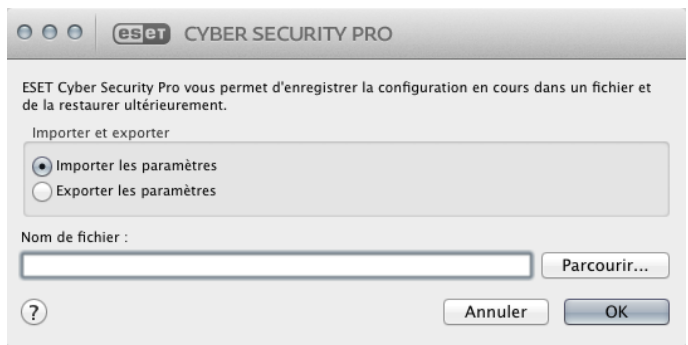 eset CYBER SECURITY PRO
ESET Cyber Security Pro vous permet d'enregistrer la configuration en cours dans un fichier et
de la restaurer ultérieurement.
Importer et exporter
Importer les paramètres
Exporter les paramètres
Nom de fichier :
Parcourir...
?
Annuler
OK